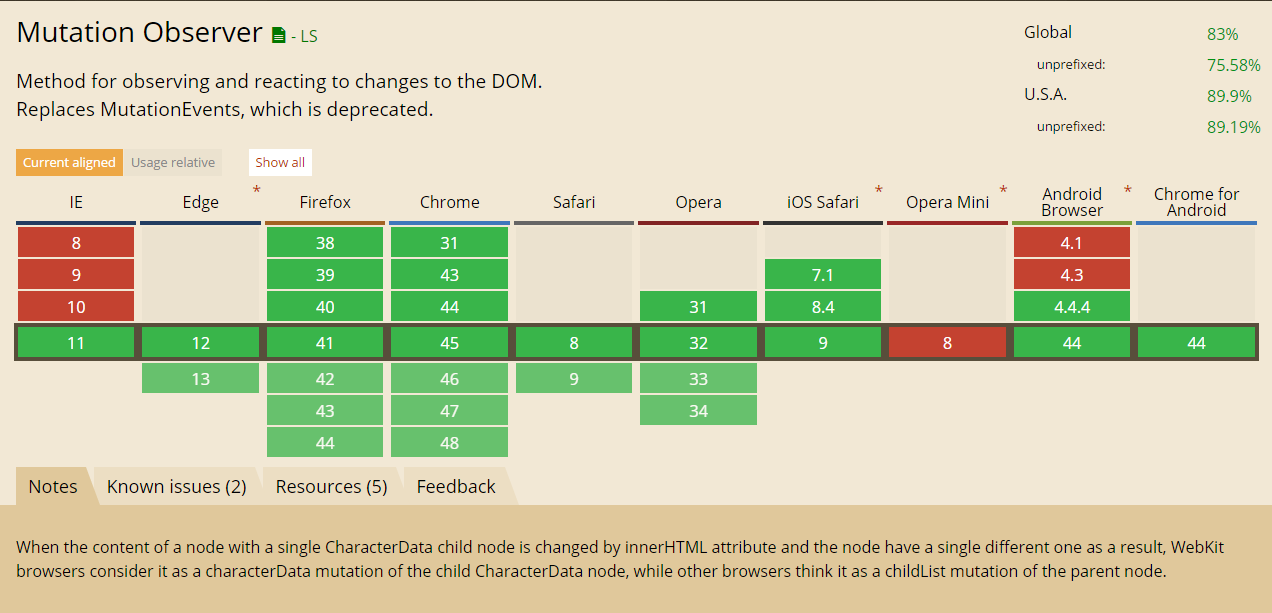 Mutation Observer - LS
Global 83%
unprefixed: 75.58%
U.S.A. 89.9%
unprefixed: 89.19%
Method for observing and reacting to changes to the DOM.
Replaces MutationEvents, which is deprecated.
Current aligned Usage relative Show all
IE Edge * Firefox Chrome Safari Opera iOS Safari * Opera Mini * Android Browser * Chrome for Android
8 38 31 4.1
9 39 43 7.1 4.3
10 40 44 31 8.4 4.4.4
11 12 41 45 8 32 9 8 44 44
13 42 46 9 33
43 47 34
44 48
Notes Known issues (2) Resources (5) Feedback
When the content of a node with a single CharacterData child node is changed by innerHTML attribute and the node have a single different one as a result, WebKit
browsers consider it as a characterData mutation of the child CharacterData node, while other browsers think it as a childList mutation of the parent node.